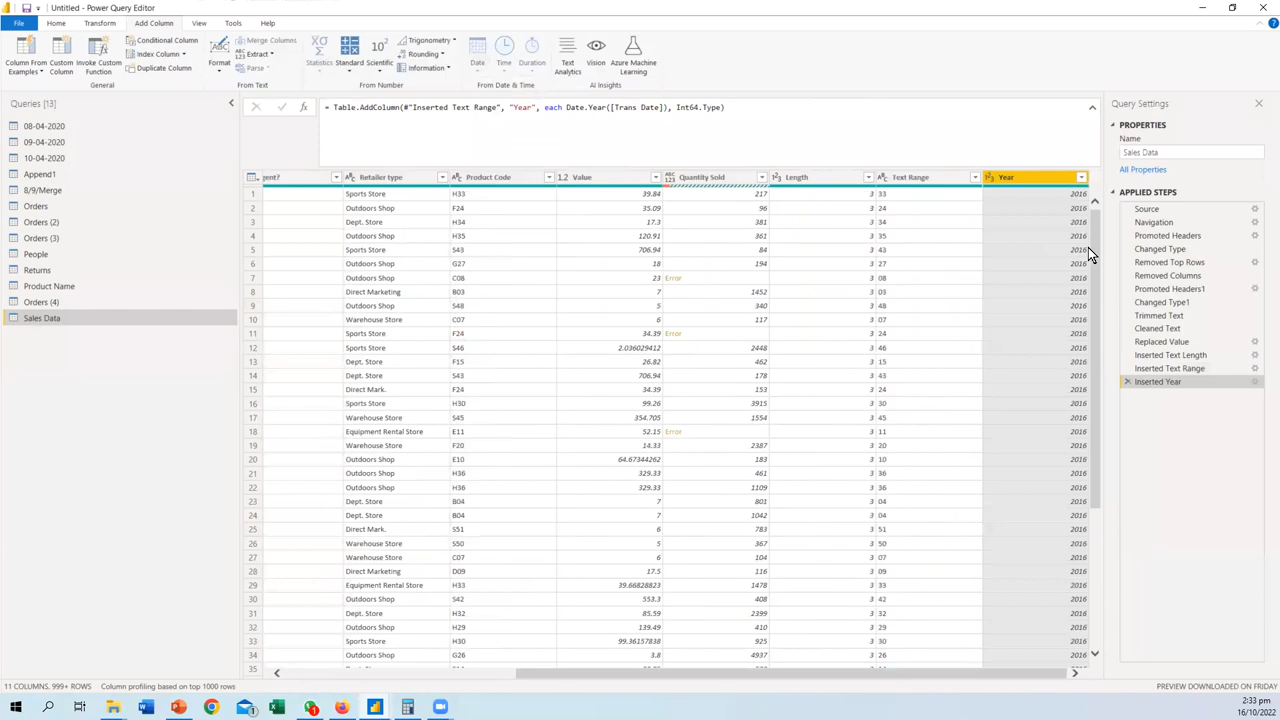 Untitled - Power Query Editor
File Home Transform Add Column View Tools Help
Column From Examples Custom Column Invoke Custom Function Conditional Column Index Column Duplicate Column General
Format Merge Columns Extract Parse From Text
Statistics Standard Scientific Trigonometry Rounding Information From Number
Date Time Duration From Date & Time
Text Analytics Vision Azure Machine Learning AI Insights
Queries [13]
08-04-2020
09-04-2020
10-04-2020
Append1
8/9/Merge
Orders
Orders (2)
Orders (3)
People
Returns
Product Name
Orders (4)
Sales Data
= Table.AddColumn(#"Inserted Text Range", "Year", each Date.Year([Trans Date]), Int64.Type)
gent? Retailer type Product Code 1.2 Value Quantity Sold Length Text Range Year
1 Sports Store H33 39.84 217 3 33 2016
2 Outdoors Shop F24 35.09 96 3 24 2016
3 Dept. Store H34 17.3 381 3 34 2016
4 Outdoors Shop H35 120.91 361 3 35 2016
5 Sports Store S43 706.94 84 3 43 2016
6 Outdoors Shop G27 18 194 3 27 2016
7 Outdoors Shop C08 23 Error 3 08 2016
8 Direct Marketing B03 7 1452 3 03 2016
9 Outdoors Shop S48 5 340 3 48 2016
10 Warehouse Store C07 6 117 3 07 2016
11 Sports Store F24 34.39 Error 3 24 2016
12 Sports Store S46 2.036029412 2448 3 46 2016
13 Dept. Store F15 26.82 462 3 15 2016
14 Dept. Store S43 706.94 178 3 43 2016
15 Direct Mark. F24 34.39 153 3 24 2016
16 Sports Store H30 99.26 3915 3 30 2016
17 Warehouse Store S45 354.705 1554 3 45 2016
18 Equipment Rental Store E11 52.15 Error 3 11 2016
19 Warehouse Store F20 14.33 2387 3 20 2016
20 Outdoors Shop E10 64.67344262 183 3 10 2016
21 Outdoors Shop H36 329.33 461 3 36 2016
22 Outdoors Shop H36 329.33 1109 3 36 2016
23 Dept. Store B04 7 801 3 04 2016
24 Dept. Store B04 7 1042 3 04 2016
25 Direct Mark. S51 6 783 3 51 2016
26 Warehouse Store S50 5 367 3 50 2016
27 Warehouse Store C07 6 104 3 07 2016
28 Direct Marketing D09 17.5 116 3 09 2016
29 Equipment Rental Store H33 39.66828823 1478 3 33 2016
30 Outdoors Shop S42 553.3 408 3 42 2016
31 Dept. Store H32 85.59 2399 3 32 2016
32 Outdoors Shop H29 139.49 410 3 29 2016
33 Sports Store H30 99.36157838 925 3 30 2016
34 Outdoors Shop G26 3.8 4937 3 26 2016
35
Query Settings
PROPERTIES
Name
Sales Data
All Properties
APPLIED STEPS
Source
Navigation
Promoted Headers
Changed Type
Removed Top Rows
Removed Columns
Promoted Headers1
Changed Type1
Trimmed Text
Cleaned Text
Replaced Value
Inserted Text Length
Inserted Text Range
Inserted Year
11 COLUMNS, 999+ ROWS Column profiling based on top 1000 rows PREVIEW DOWNLOADED ON FRIDAY
2:33 pm
16/10/2022